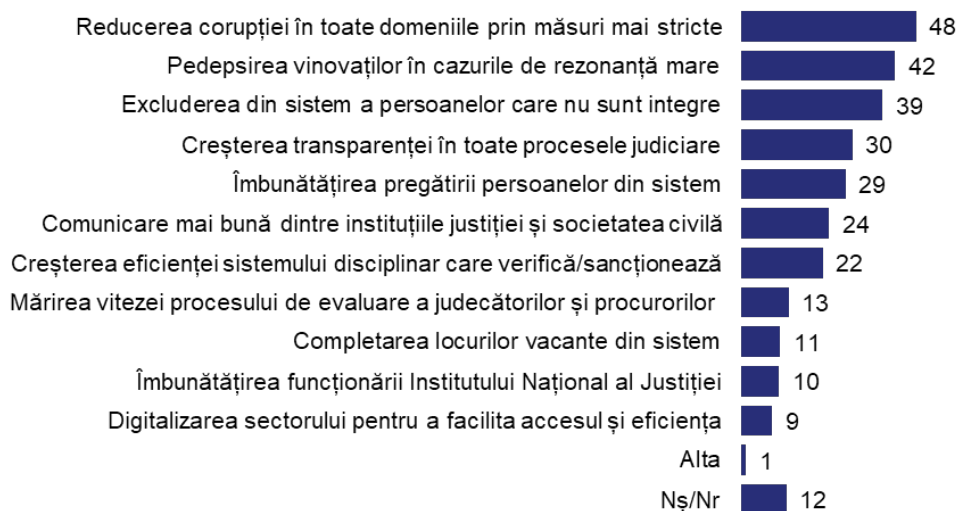 Reducerea corupției în toate domeniile prin măsuri mai stricte 48
Pedepsirea vinovaților în cazurile de rezonanță mare 42
Excluderea din sistem a persoanelor care nu sunt integre 39
Creșterea transparenței în toate procesele judiciare 30
Îmbunătățirea pregătirii persoanelor din sistem 29
Comunicare mai bună dintre instituțiile justiției și societatea civilă 24
Creșterea eficienței sistemului disciplinar care verifică/sancționează 22
Mărirea vitezei procesului de evaluare a judecătorilor și procurorilor 13
Completarea locurilor vacante din sistem 11
Îmbunătățirea funcționării Institutului Național al Justiției 10
Digitalizarea sectorului pentru a facilita accesul și eficiența 9
Alta 1
Nș/Nr 12